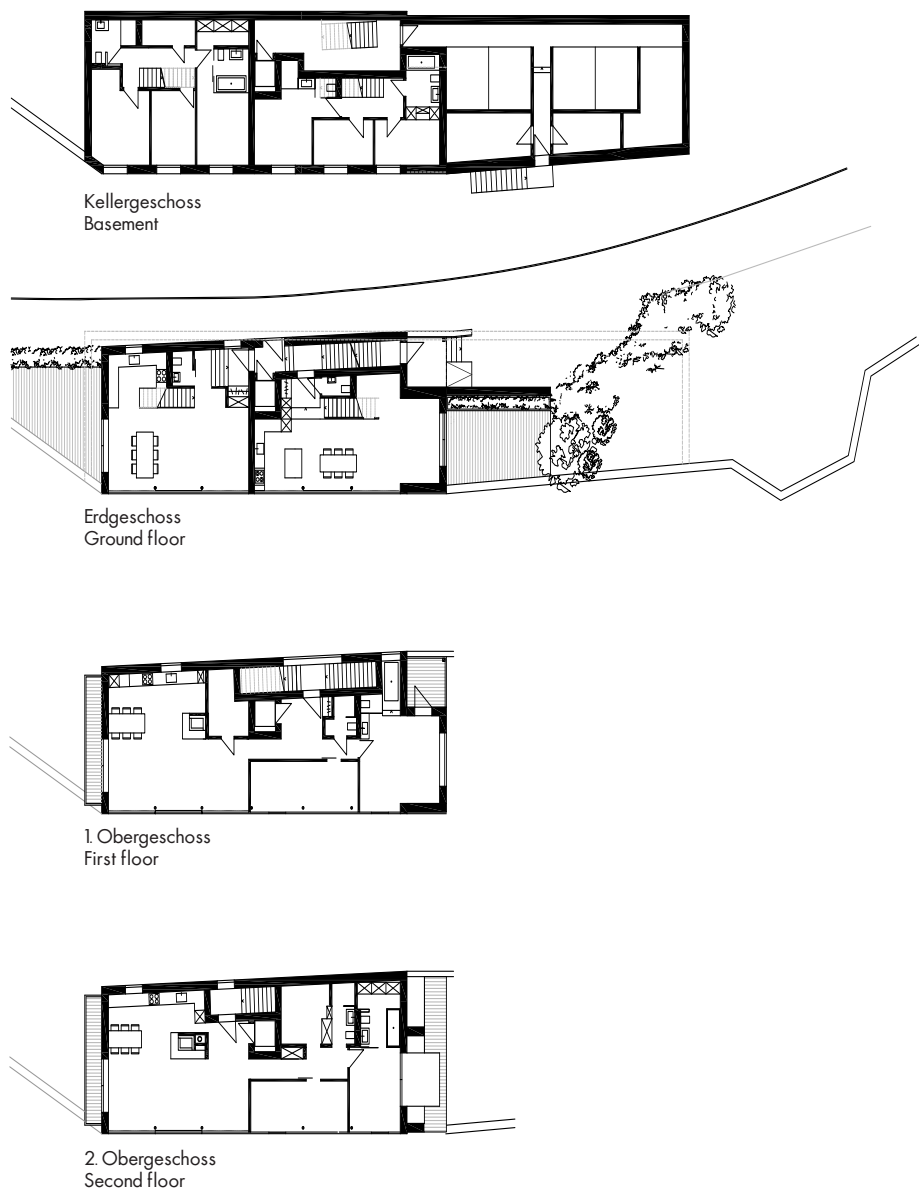 Kellergeschoss
Basement
Erdgeschoss
Ground floor
1. Obergeschoss
First floor
2. Obergeschoss
Second floor